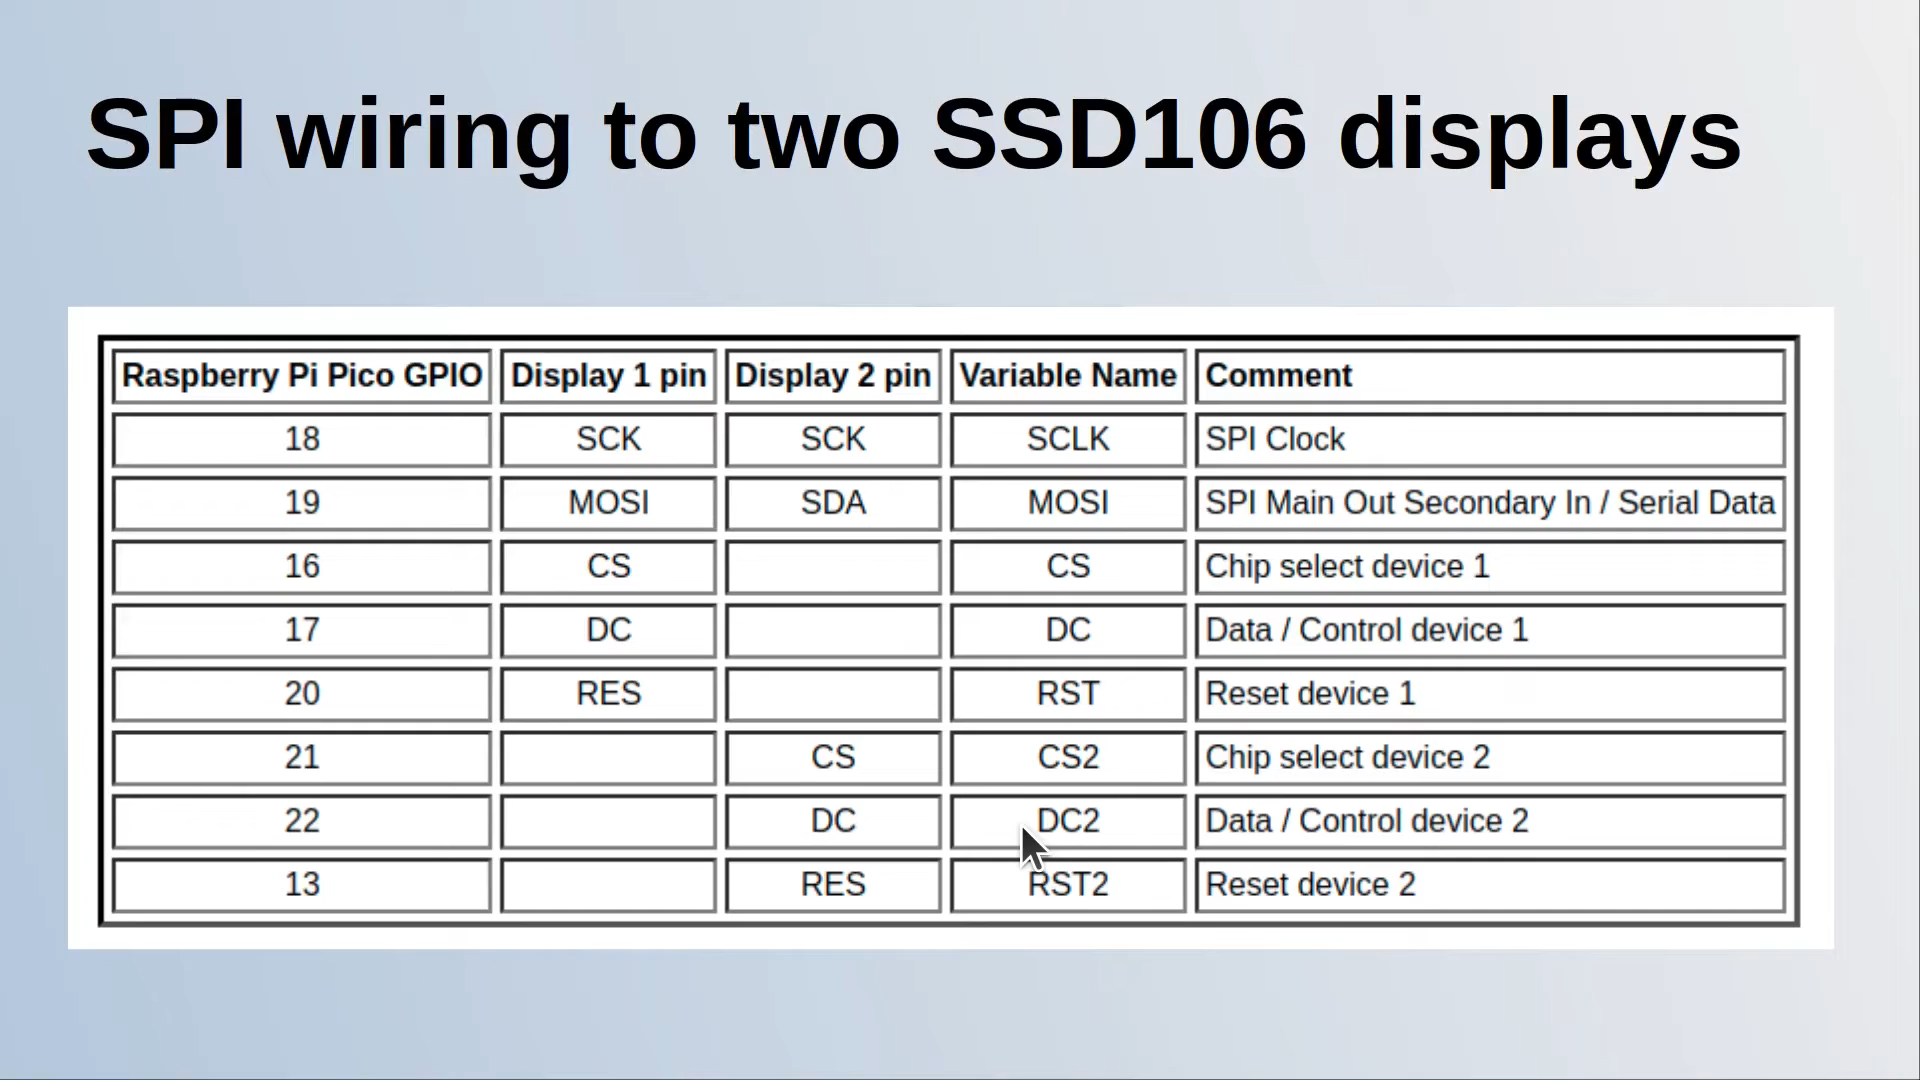 SPI wiring to two SSD106 displays
Raspberry Pi Pico GPIO Display 1 pin Display 2 pin Variable Name Comment
18 SCK SCK SCLK SPI Clock
19 MOSI SDA MOSI SPI Main Out Secondary In / Serial Data
16 CS CS Chip select device 1
17 DC DC Data / Control device 1
20 RES RST Reset device 1
21 CS CS2 Chip select device 2
22 DC DC2 Data / Control device 2
13 RES RST2 Reset device 2